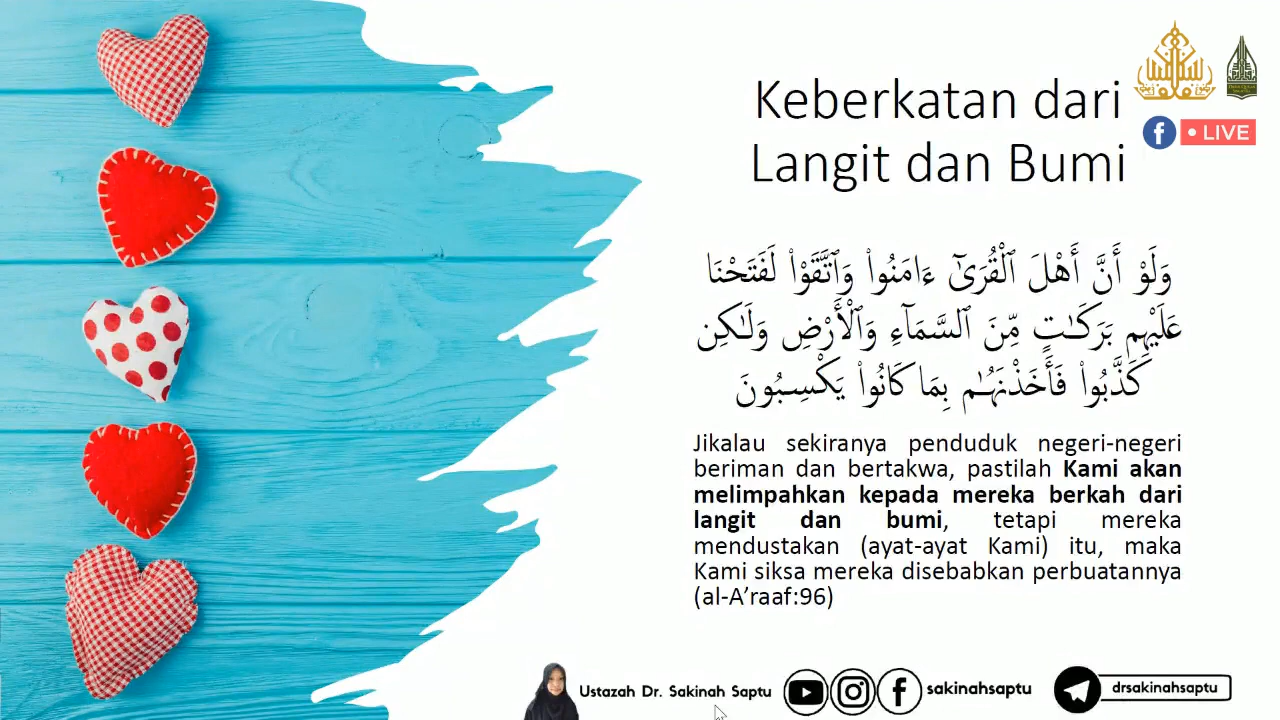 Keberkatan dari
Langit dan Bumi
LIVE
وَلَوْ أَنَّ أَهْلَ ٱلْقُرَىٰٓ ءَامَنُوا۟ وَٱتَّقَوْا۟ لَفَتَحْنَا
عَلَيْهِم بَرَكَـٰتٍ مِّنَ ٱلسَّمَآءِ وَٱلْأَرْضِ وَلَـٰكِن
كَذَّبُوا۟ فَأَخَذْنَـٰهُم بِمَا كَانُوا۟ يَكْسِبُونَ
Jikalau sekiranya penduduk negeri-negeri
beriman dan bertakwa, pastilah Kami akan
melimpahkan kepada mereka berkah dari
langit dan bumi, tetapi mereka
mendustakan (ayat-ayat Kami) itu, maka
Kami siksa mereka disebabkan perbuatannya
(al-A’raaf:96)
Ustazah Dr. Sakinah Saptu
sakinahsaptu
drsakinahsaptu